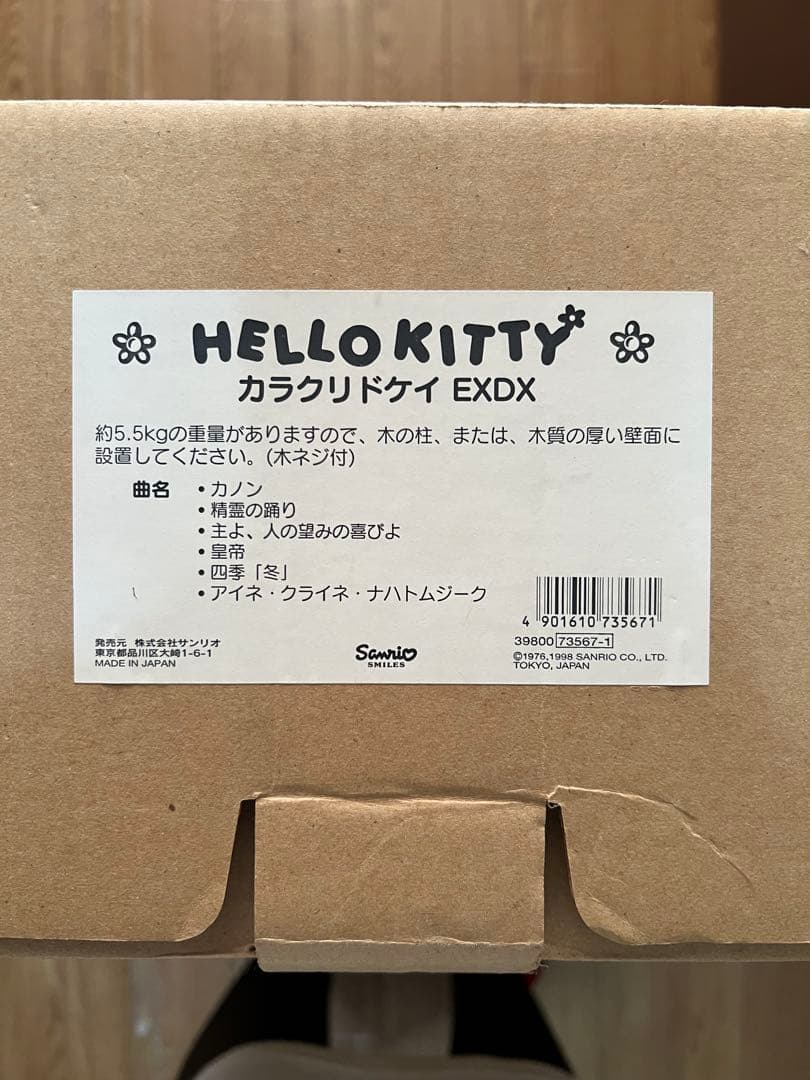 HELLO KITTY
カラクリドケイ EXDX
約5.5kgの重量がありますので、木の柱、または、木質の厚い壁面に
設置してください。(木ネジ付)
曲名
・カノン
・精霊の踊り
・主よ、人の望みの喜びよ
・皇帝
・四季「冬」
・アイネ・クライネ・ナハトムジーク
4 901610 735671
39800 73567-1
発売元 株式会社サンリオ
東京都品川区大崎1-6-1
MADE IN JAPAN
Sanrio
SMILES
©1976,1998 SANRIO CO., LTD.
TOKYO, JAPAN